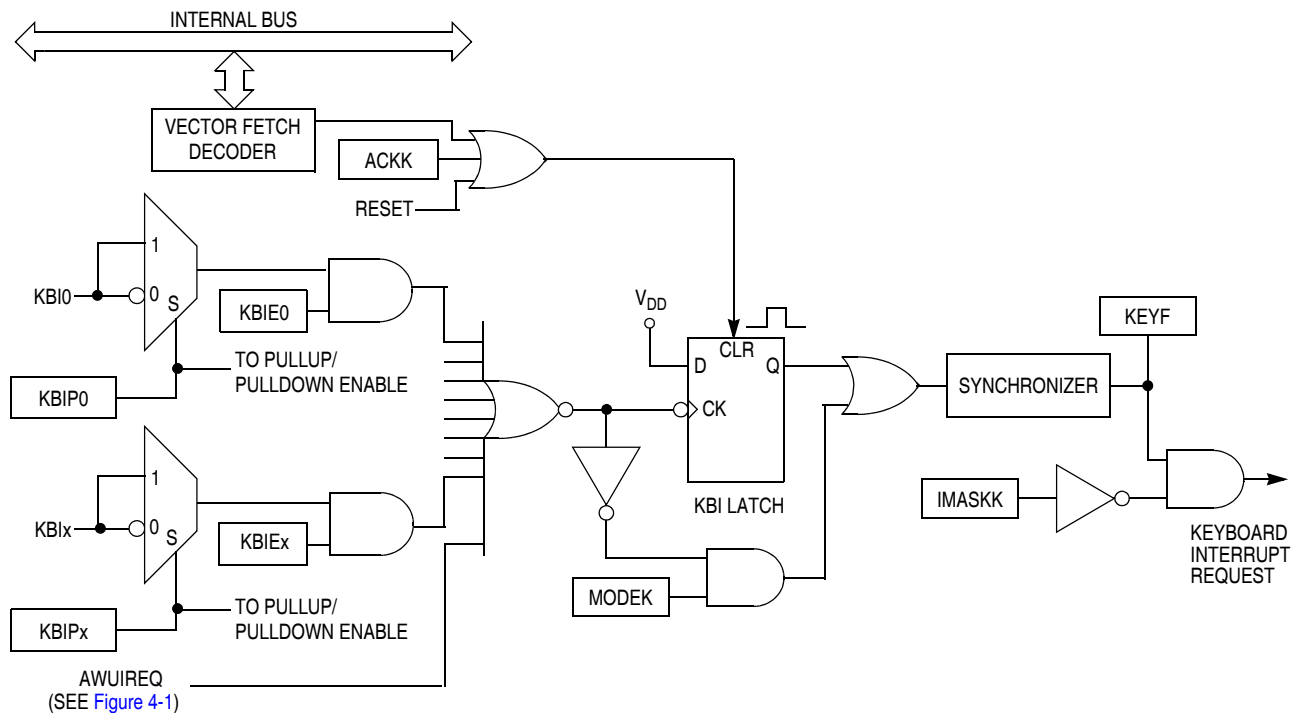 INTERNAL BUS
VECTOR FETCH
DECODER
ACKK
RESET
1
KBI0
0
S
KBIE0
TO PULLUP/
PULLDOWN ENABLE
KBIP0
VDD
CLR
D
Q
CK
KBI LATCH
KEYF
SYNCHRONIZER
1
KBIx
0
S
KBIEx
TO PULLUP/
PULLDOWN ENABLE
KBIPx
MODEK
IMASKK
KEYBOARD
INTERRUPT
REQUEST
AWUIREQ
(SEE Figure 4-1)